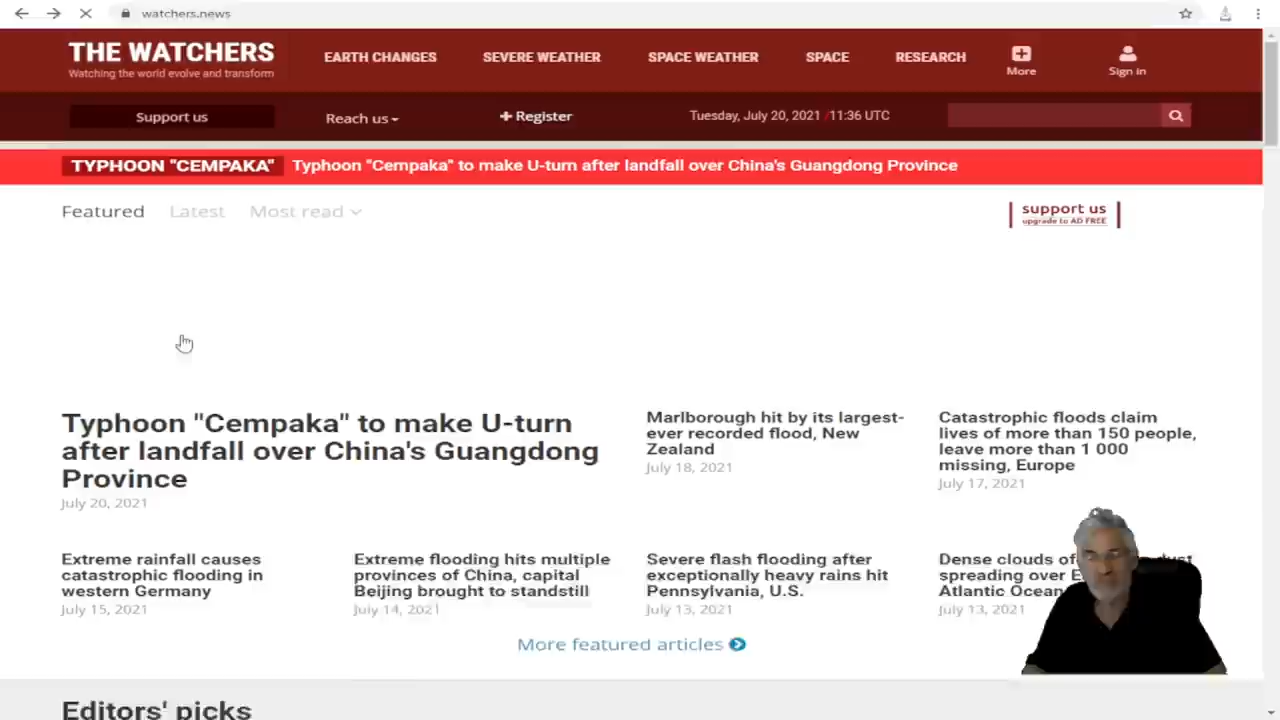 watchers.news
THE WATCHERS
Watching the world evolve and transform
EARTH CHANGES
SEVERE WEATHER
SPACE WEATHER
SPACE
RESEARCH
More
Sign in
Support us
Reach us
Register
Tuesday, July 20, 2021 /11:36 UTC
TYPHOON "CEMPAKA"
Typhoon "Cempaka" to make U-turn after landfall over China's Guangdong Province
Featured
Latest
Most read
support us
upgrade to AD FREE
Typhoon "Cempaka" to make U-turn
after landfall over China's Guangdong
Province
July 20, 2021
Marlborough hit by its largest-
ever recorded flood, New
Zealand
July 18, 2021
Catastrophic floods claim
lives of more than 150 people,
leave more than 1 000
missing, Europe
July 17, 2021
Extreme rainfall causes
catastrophic flooding in
western Germany
July 15, 2021
Extreme flooding hits multiple
provinces of China, capital
Beijing brought to standstill
July 14, 2021
Severe flash flooding after
exceptionally heavy rains hit
Pennsylvania, U.S.
July 13, 2021
Dense clouds of
spreading over
Atlantic Ocean
July 13, 2021
More featured articles
Editors' picks